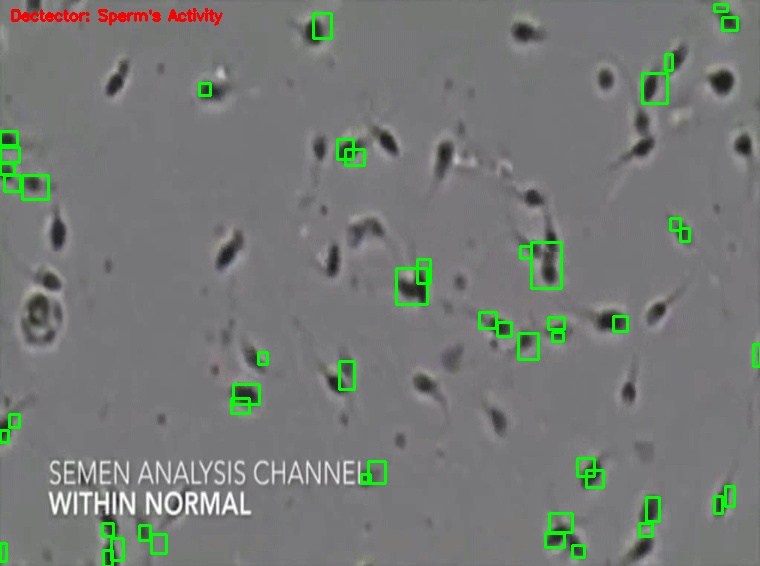 Dectector: Sperm's Activity
SEMEN ANALYSIS CHANNEL
WITHIN NORMAL